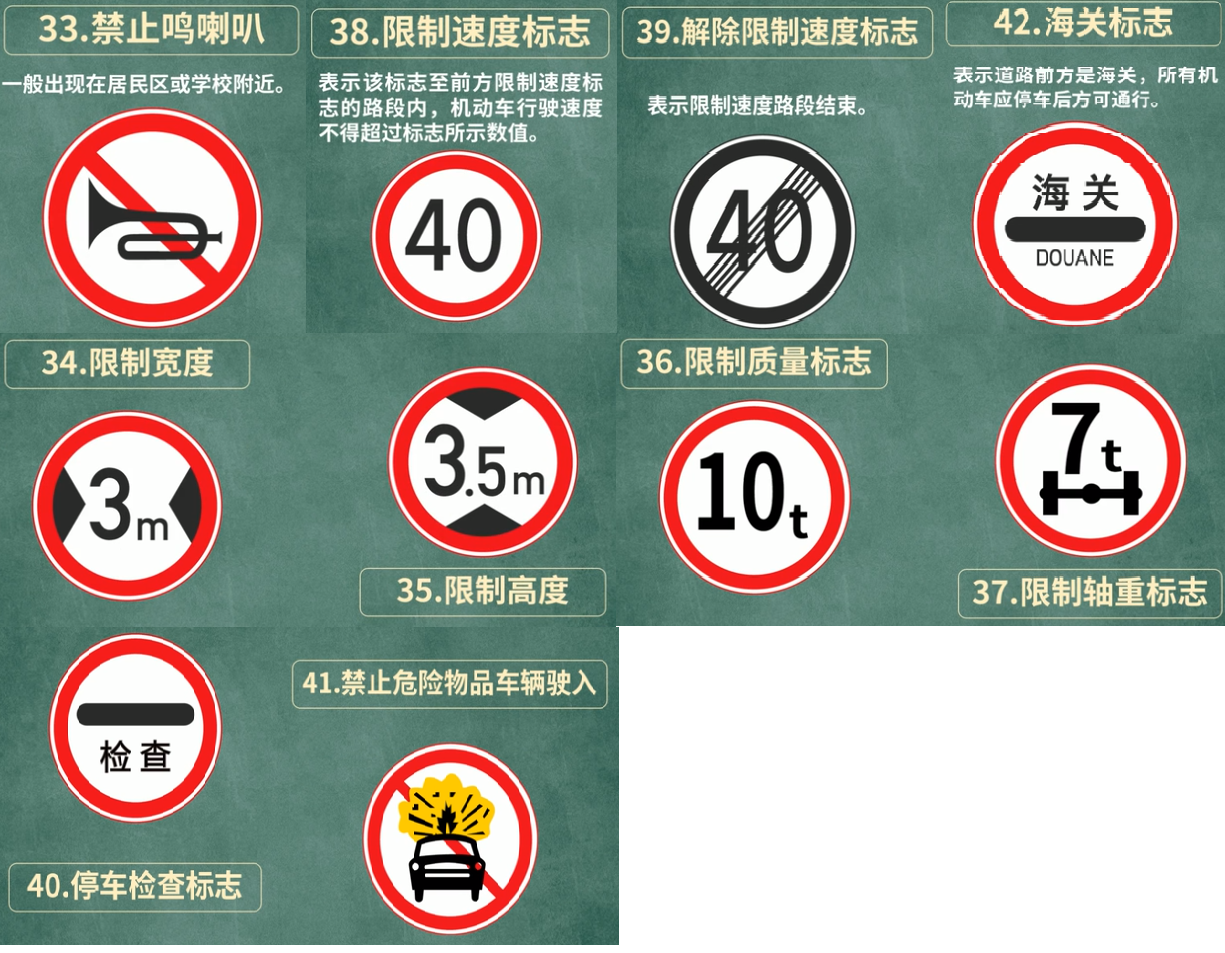 33.禁止鸣喇叭
一般出现在居民区或学校附近。
38.限制速度标志
表示该标志至前方限制速度标
志的路段内，机动车行驶速度
不得超过标志所示数值。
40
39.解除限制速度标志
表示限制速度路段结束。
40
42.海关标志
表示道路前方是海关，所有机
动车应停车后方可通行。
海关
DOUANE
34.限制宽度
3m
3.5m
35.限制高度
36.限制质量标志
10t
7t
37.限制轴重标志
检查
40.停车检查标志
41.禁止危险物品车辆驶入